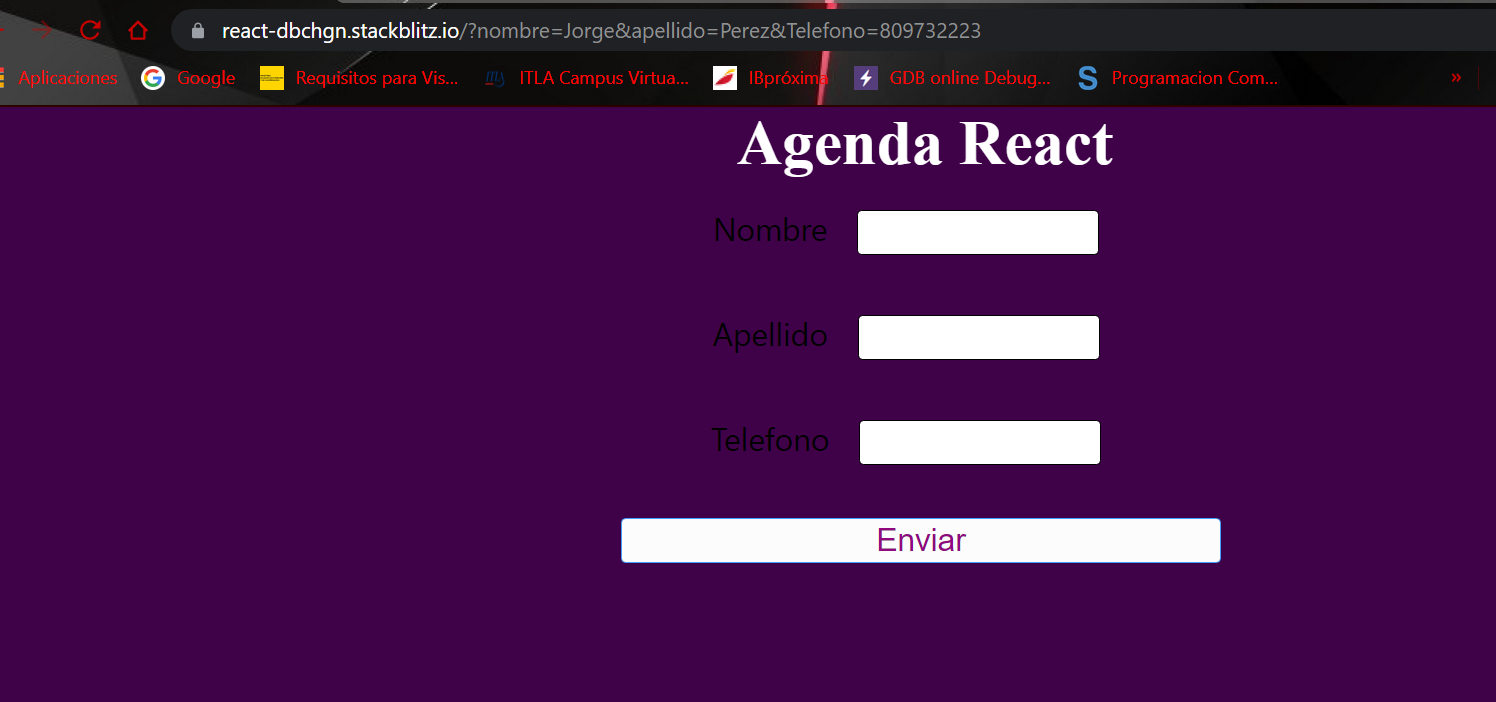 react-dbchgn.stackblitz.io/?nombre=Jorge&apellido=Perez&Telefono=809732223
Aplicaciones Google Requisitos para Vis... ITLA Campus Virtua... IBpróxima GDB online Debug... Programacion Com... »
Agenda React
Nombre
Apellido
Telefono
Enviar